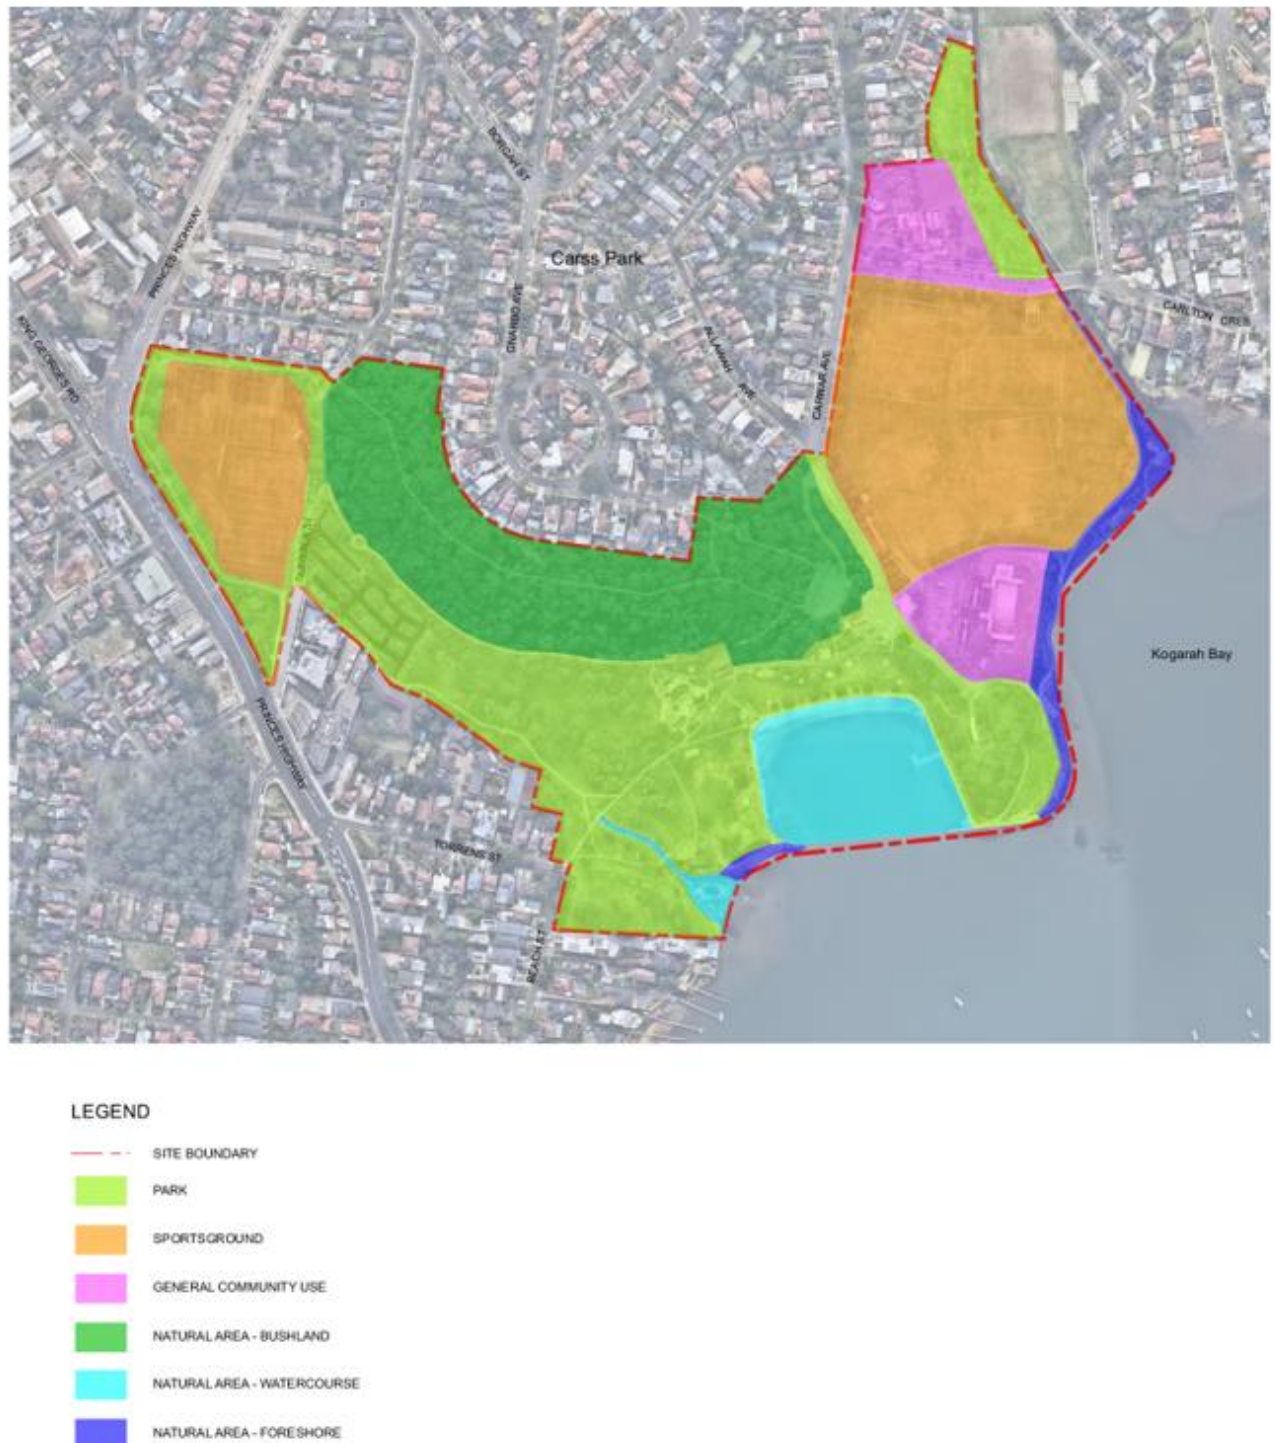 BORGAH ST
PRINCES HIGHWAY
Carss Park
CARLTON CRES
KING GEORGES RD
GNARBO AVE
ALLAWAH AVE
CARWAR AVE
Kogarah Bay
PRINCES HIGHWAY
TORRENS ST
BEACH ST
LEGEND
SITE BOUNDARY
PARK
SPORTSGROUND
GENERAL COMMUNITY USE
NATURAL AREA - BUSHLAND
NATURAL AREA - WATERCOURSE
NATURAL AREA - FORESHORE